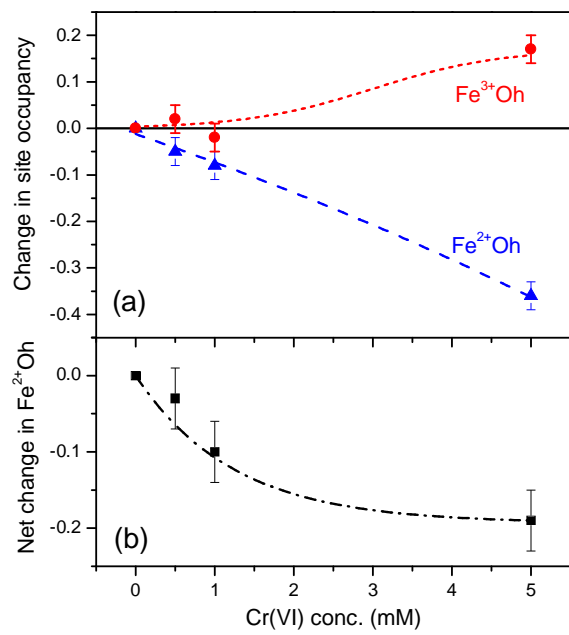 Change in site occupancy
0.2
0.1
0.0
-0.1
-0.2
-0.3
-0.4
Fe³⁺Oh
Fe²⁺Oh
(a)
Net change in Fe²⁺Oh
0.0
-0.1
-0.2
(b)
0 1 2 3 4 5
Cr(VI) conc. (mM)